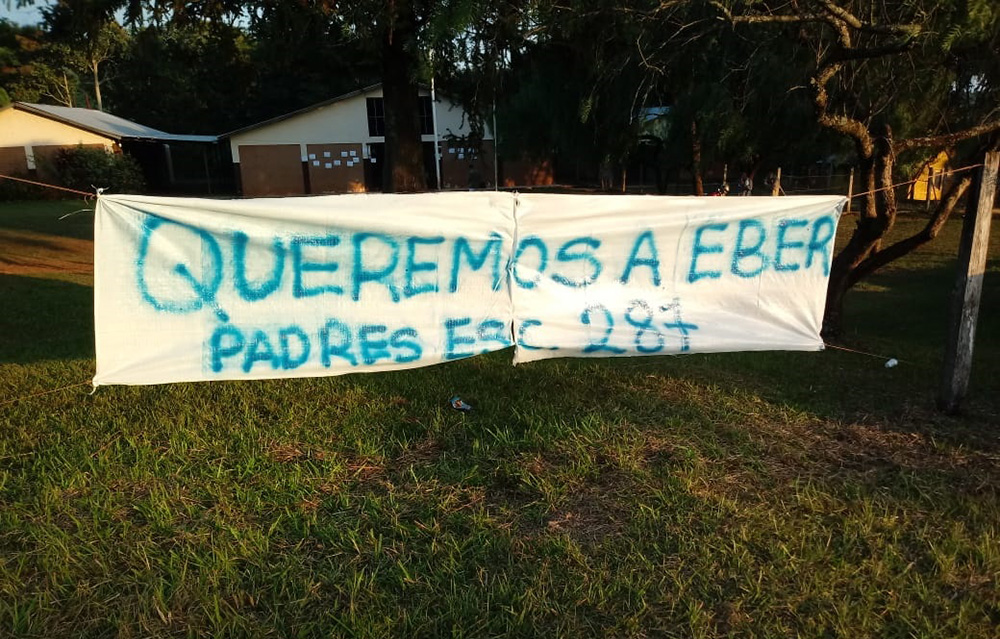 QUEREMOS A EBER
PADRES ESC. 287